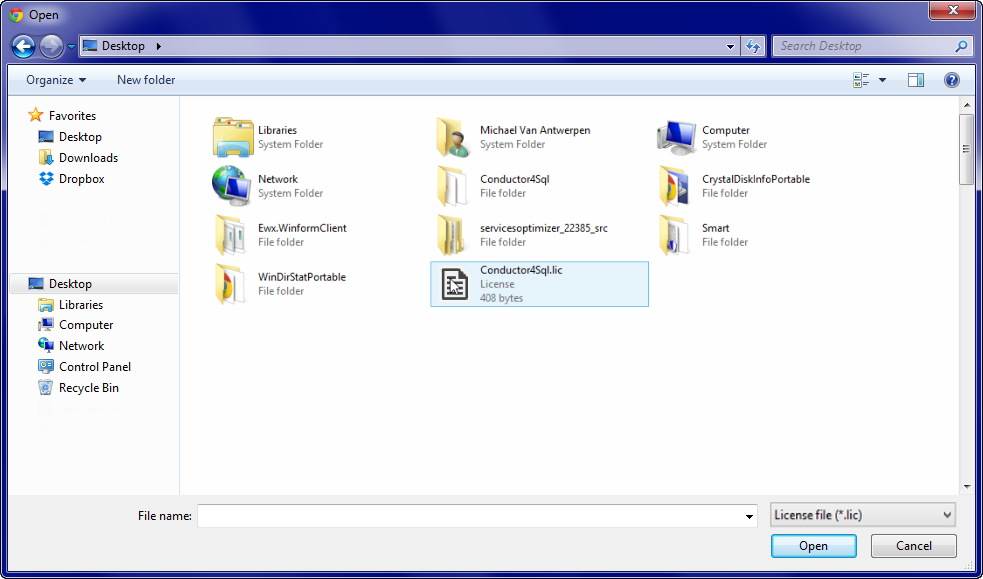 Open
Desktop
Search Desktop
Organize
New folder
Favorites
Desktop
Downloads
Dropbox
Desktop
Libraries
Computer
Network
Control Panel
Recycle Bin
Libraries
System Folder
Michael Van Antwerpen
System Folder
Computer
System Folder
Network
System Folder
Conductor4Sql
File folder
CrystalDiskInfoPortable
File folder
Ewx.WinformClient
File folder
servicesoptimizer_22385_src
File folder
Smart
File folder
WinDirStatPortable
File folder
Conductor4Sql.lic
License
408 bytes
File name:
License file (*.lic)
Open
Cancel